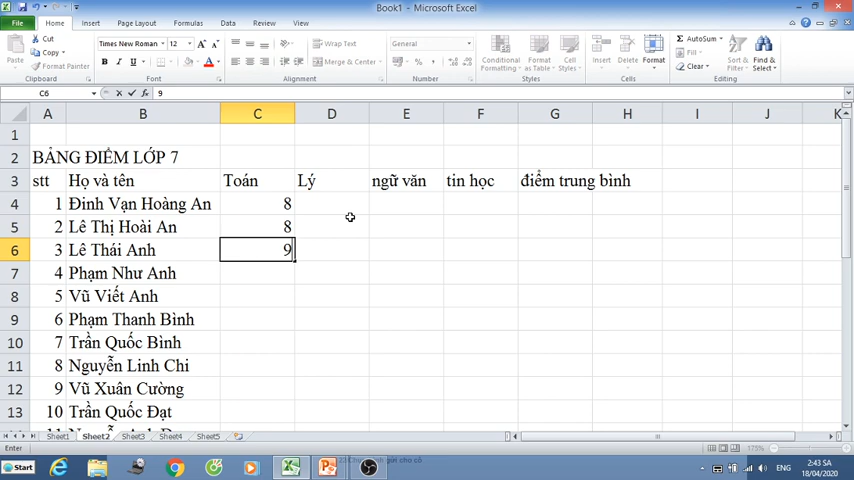 Book1 - Microsoft Excel
File Home Insert Page Layout Formulas Data Review View
Cut
Copy
Format Painter
Paste
Clipboard
Times New Roman 12
B I U
Font
Wrap Text
Merge & Center
Alignment
General
$ % ,
Number
Conditional Formatting
Format as Table
Cell Styles
Styles
Insert Delete Format
Cells
AutoSum
Fill
Clear
Sort & Filter
Find & Select
Editing
C6 fx 9
A B C D E F G H I J K
1
2 BẢNG ĐIỂM LỚP 7
3 stt Họ và tên Toán Lý ngữ văn tin học điểm trung bình
4 1 Đinh Vạn Hoàng An 8
5 2 Lê Thị Hoài An 8
6 3 Lê Thái Anh 9
7 4 Phạm Như Anh
8 5 Vũ Viết Anh
9 6 Phạm Thanh Bình
10 7 Trần Quốc Bình
11 8 Nguyễn Linh Chi
12 9 Vũ Xuân Cường
13 10 Trần Quốc Đạt
Sheet1 Sheet2 Sheet3 Sheet4 Sheet5
Enter 175%
Start gửi cho cô ENG 2:43 SA
18/04/2020